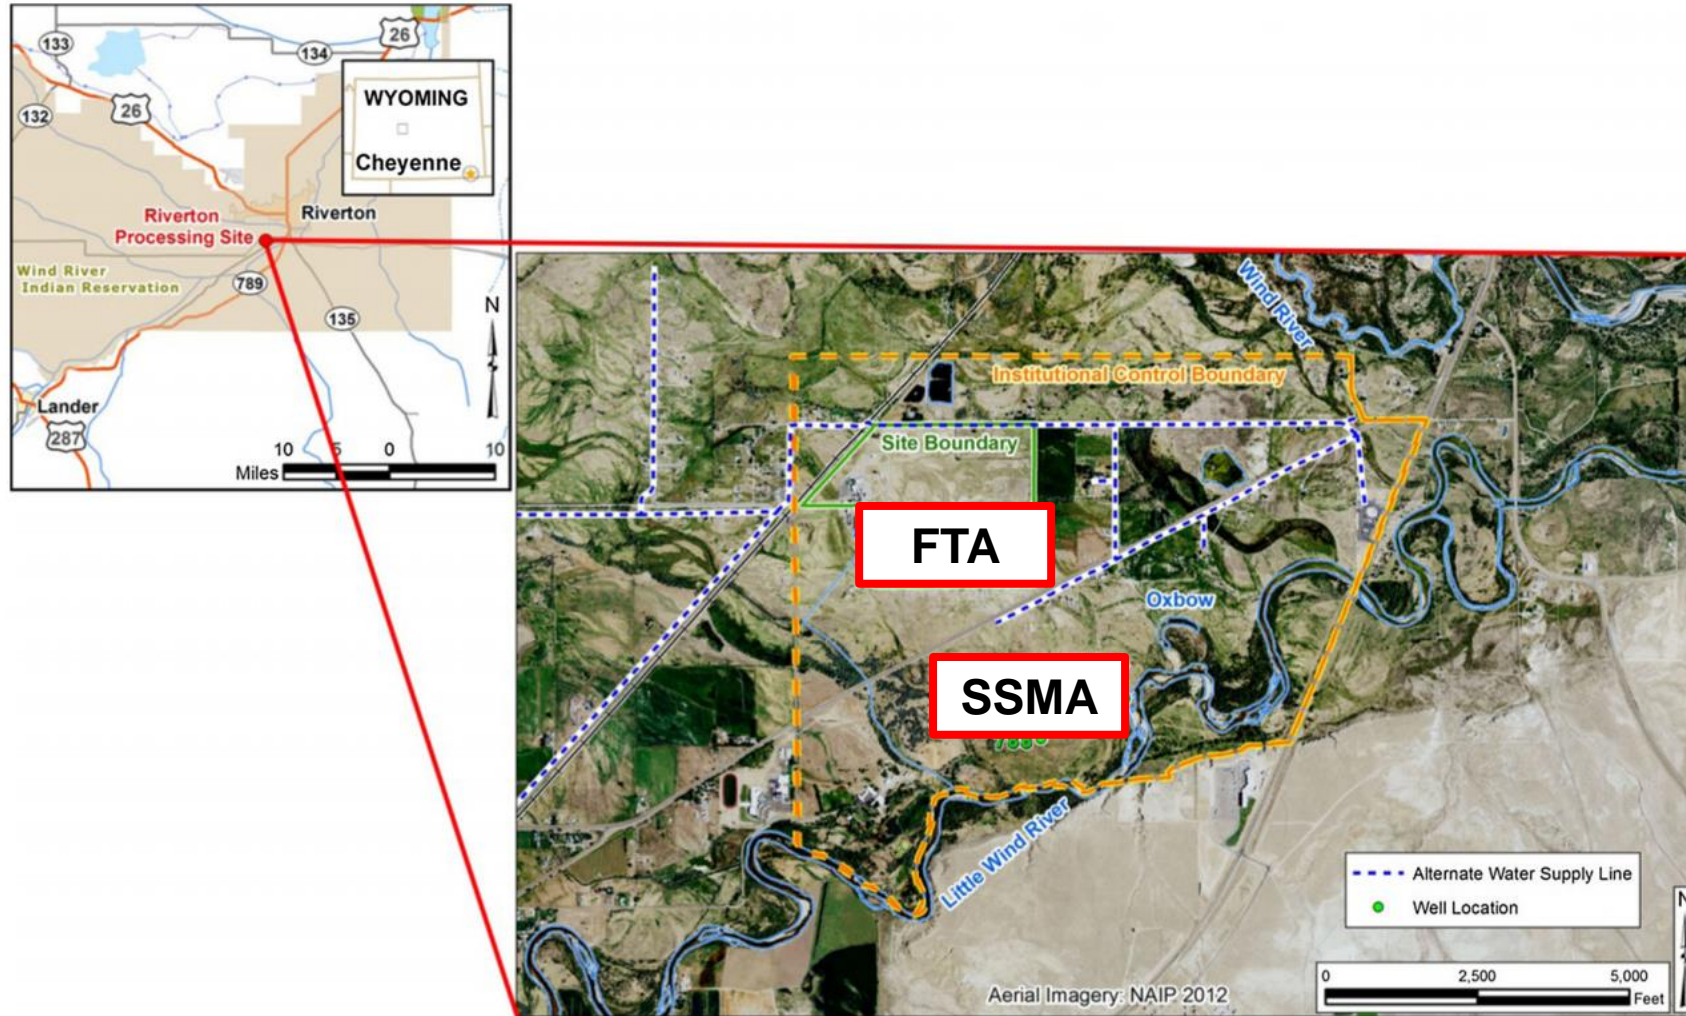 133
134
26
26
132
WYOMING
Cheyenne
Riverton
Processing Site
Riverton
Wind River
Indian Reservation
789
135
N
Lander
287
10 5 0 10
Miles
Wind River
Institutional Control Boundary
Site Boundary
FTA
Oxbow
SSMA
Little Wind River
Alternate Water Supply Line
Well Location
N
0 2,500 5,000
Feet
Aerial Imagery: NAIP 2012